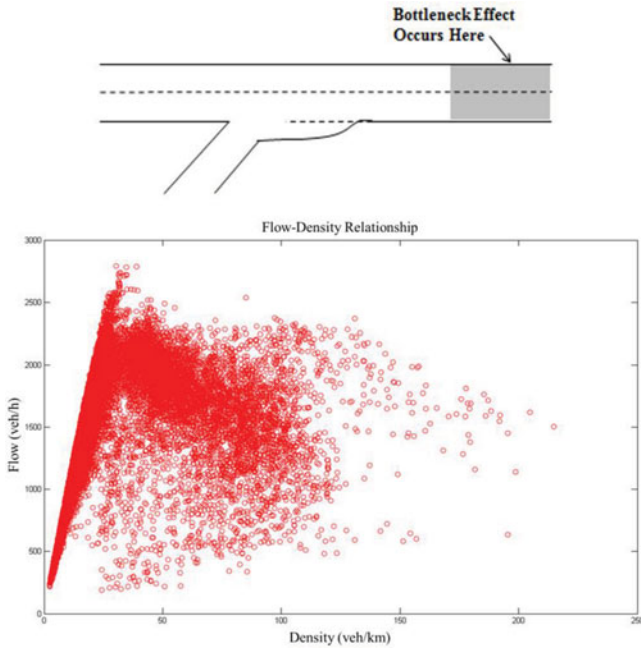 Bottleneck Effect
Occurs Here
Flow-Density Relationship
3000
2500
2000
1500
1000
500
0
Flow (veh/h)
0
50
100
150
200
250
Density (veh/km)